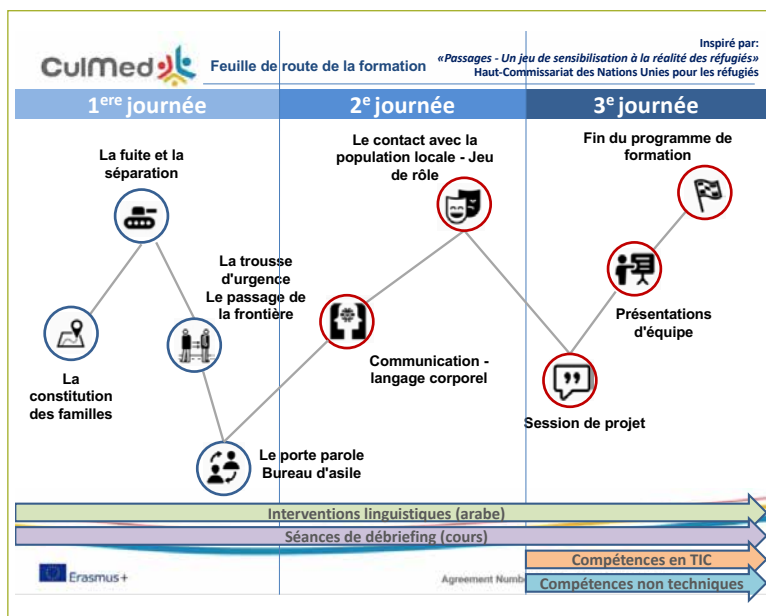 Inspiré par:
CulMed
Feuille de route de la formation
«Passages - Un jeu de sensibilisation à la réalité des réfugiés»
Haut-Commissariat des Nations Unies pour les réfugiés
1ere journée
2e journée
3e journée
La fuite et la
séparation
Le contact avec la
population locale - Jeu
de rôle
Fin du programme de
formation
La trousse
d'urgence
Le passage de
la frontière
La
constitution
des familles
Communication -
langage corporel
Présentations
d'équipe
Session de projet
Le porte parole
Bureau d'asile
Interventions linguistiques (arabe)
Séances de débriefing (cours)
Compétences en TIC
Erasmus+
Agreement Numb
Compétences non techniques